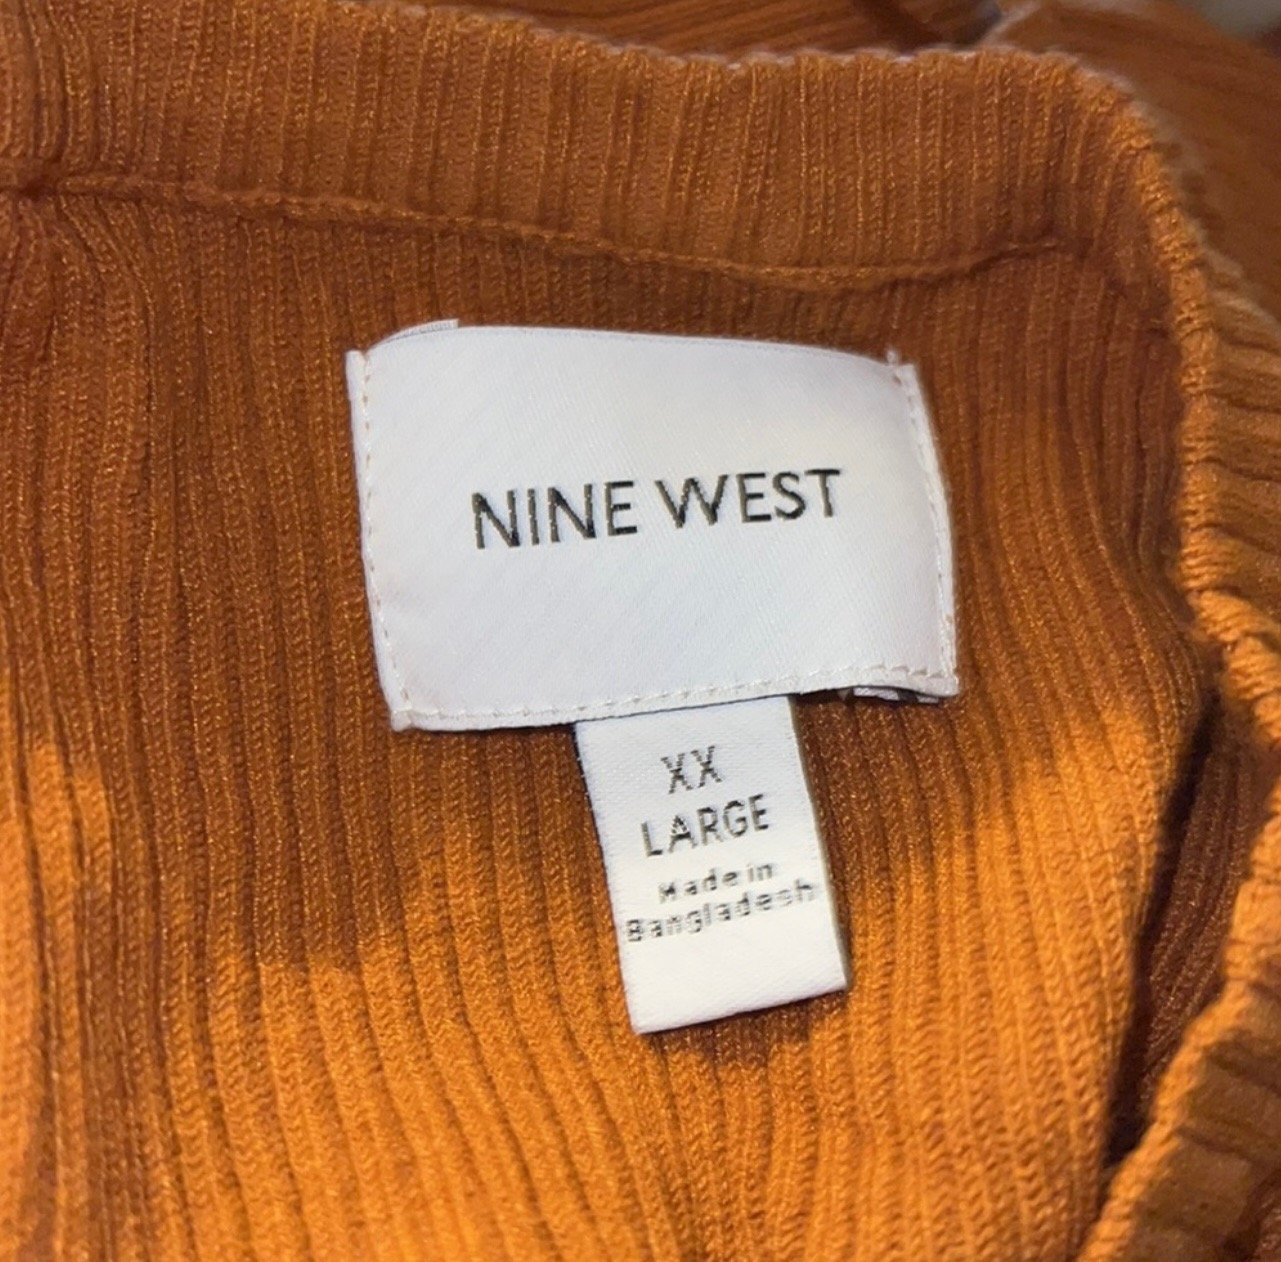 NINE WEST
XX
LARGE
Made in
Bangladesh